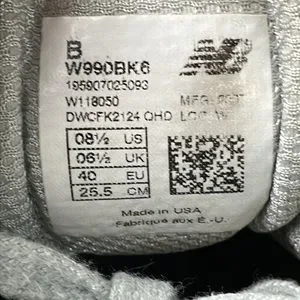 B
W990BK6
195907025093
W118050 MFG.
DWCFK2124 QHD
08½ US
06½ UK
40 EU
25.5 CM
Made in USA
Fabriqué aux É.-U.